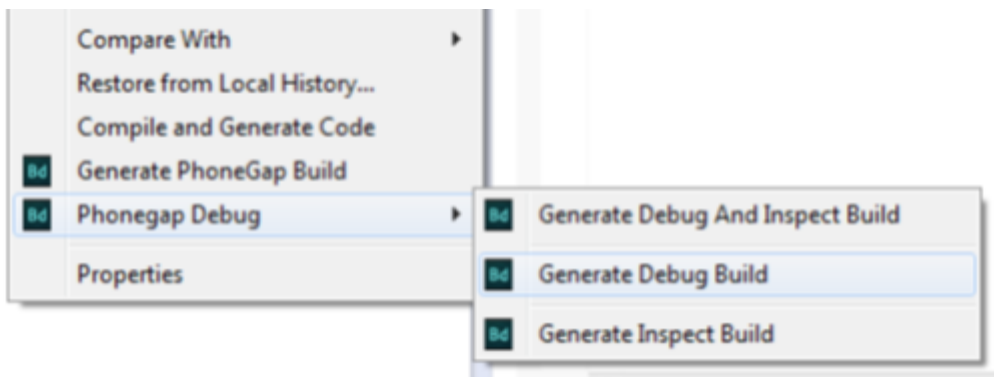 Compare With
Restore from Local History...
Compile and Generate Code
Bd Generate PhoneGap Build
Bd Phonegap Debug
Properties
Bd Generate Debug And Inspect Build
Bd Generate Debug Build
Bd Generate Inspect Build